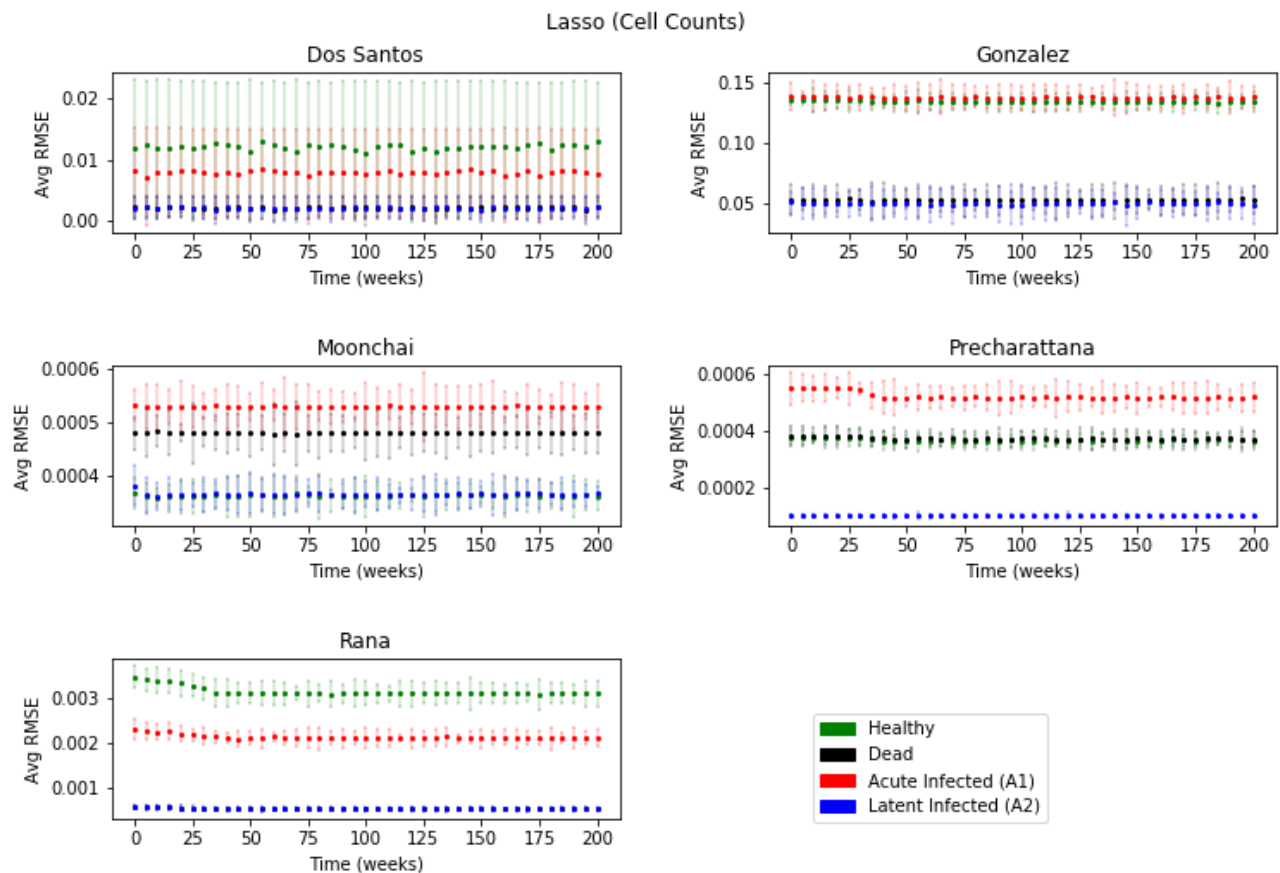 Lasso (Cell Counts)
Dos Santos
Avg RMSE
0.02
0.01
0.00
0 25 50 75 100 125 150 175 200
Time (weeks)
Gonzalez
Avg RMSE
0.15
0.10
0.05
0 25 50 75 100 125 150 175 200
Time (weeks)
Moonchai
Avg RMSE
0.0006
0.0005
0.0004
0 25 50 75 100 125 150 175 200
Time (weeks)
Precharattana
Avg RMSE
0.0006
0.0004
0.0002
0 25 50 75 100 125 150 175 200
Time (weeks)
Rana
Avg RMSE
0.003
0.002
0.001
0 25 50 75 100 125 150 175 200
Time (weeks)
Healthy
Dead
Acute Infected (A1)
Latent Infected (A2)